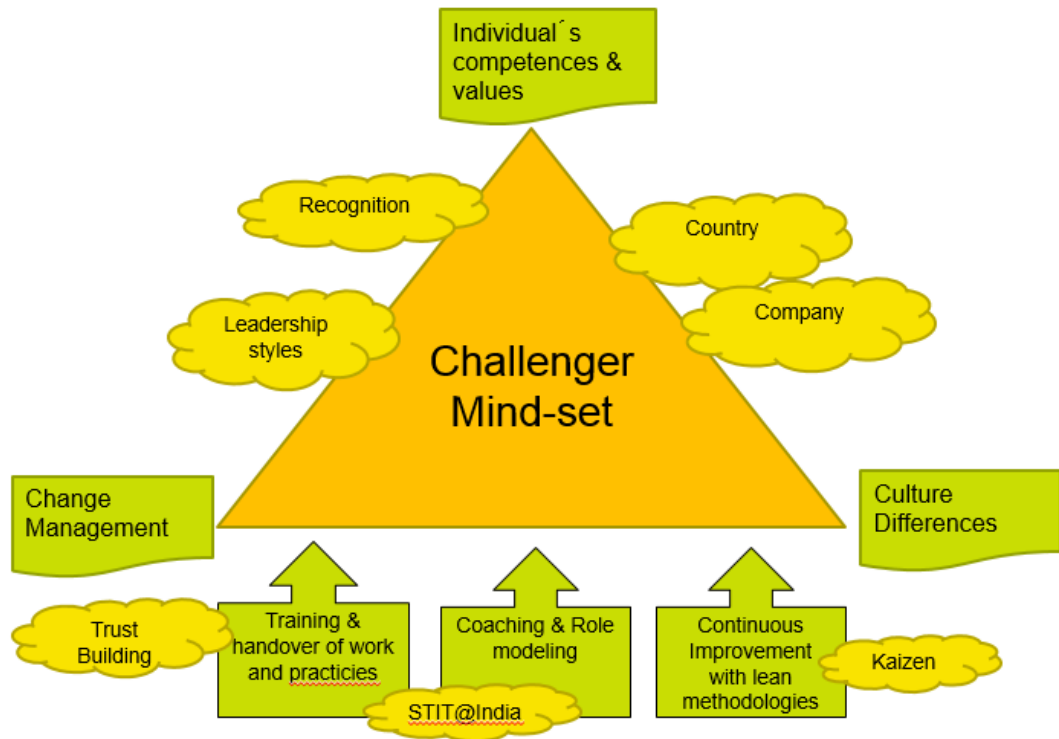 Individual´s
competences &
values
Recognition
Country
Company
Leadership
styles
Challenger
Mind-set
Change
Management
Culture
Differences
Trust
Building
Training &
handover of work
and practicies
Coaching & Role
modeling
STIT@India
Continuous
Improvement
with lean
methodologies
Kaizen